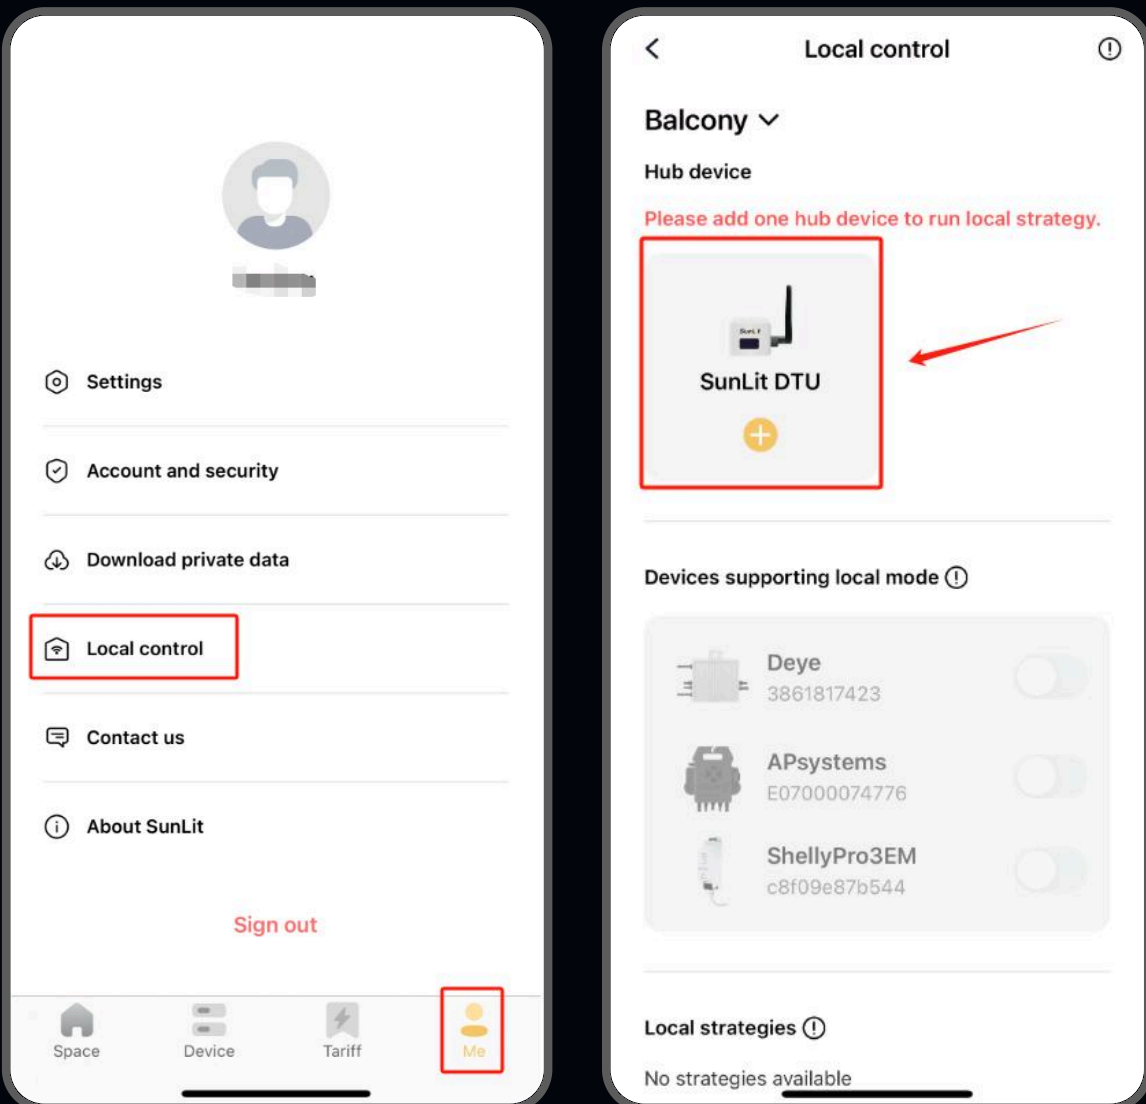 Settings
Account and security
Download private data
Local control
Contact us
About SunLit
Sign out
Space
Device
Tariff
Me
Local control
Balcony
Hub device
Please add one hub device to run local strategy.
SunLit DTU
Devices supporting local mode
Deye
3861817423
APsystems
E07000074776
ShellyPro3EM
c8f09e87b544
Local strategies
No strategies available